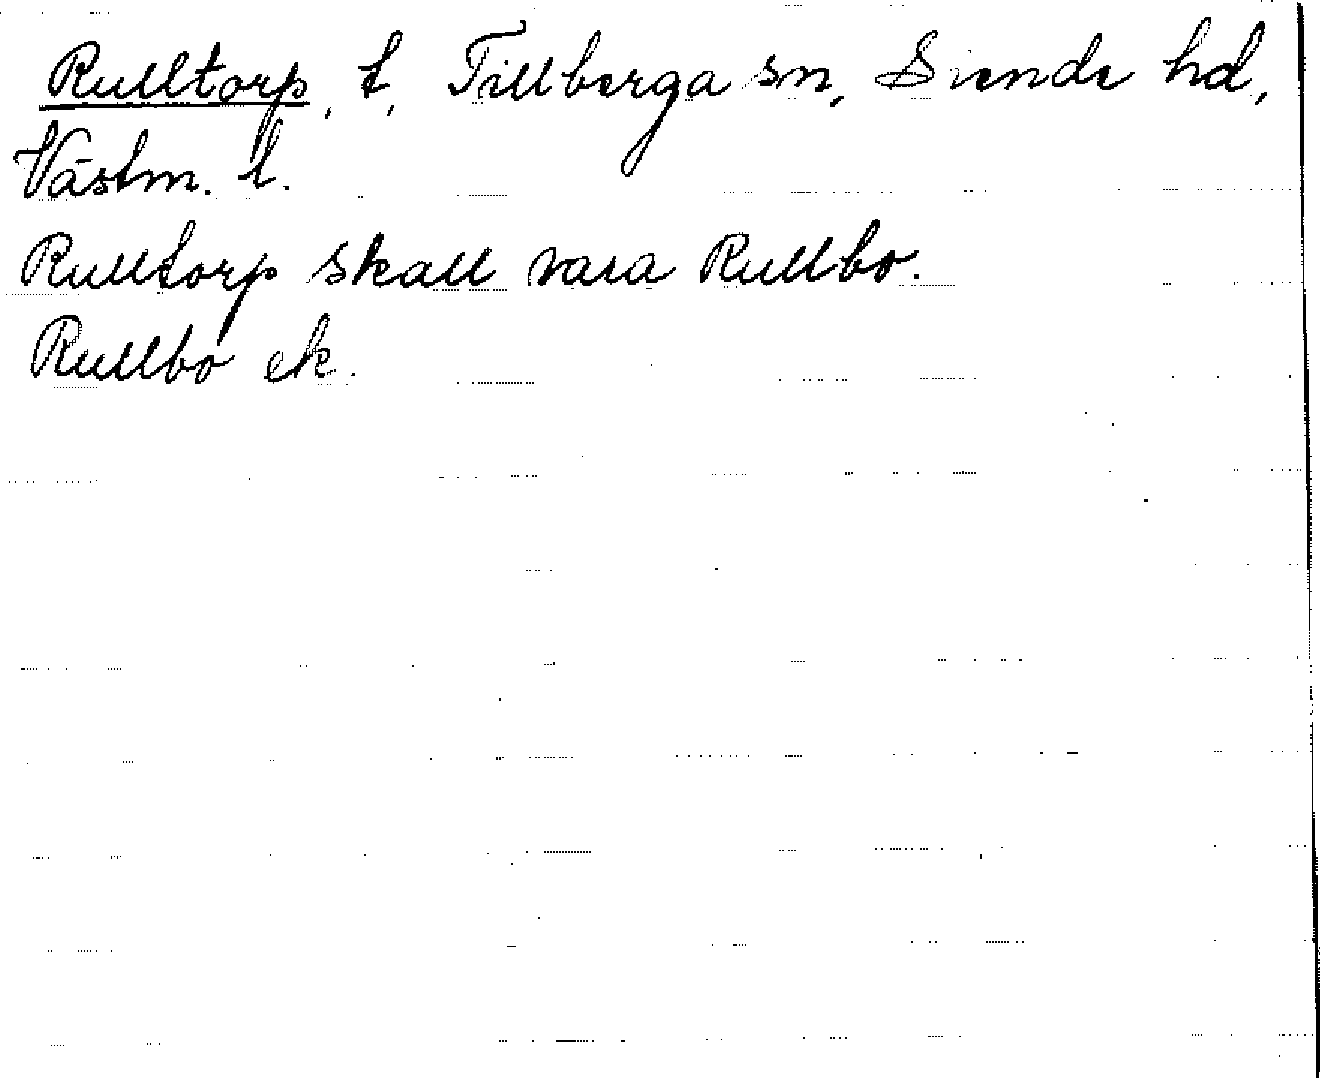 Rulltorp, t, Tillberga sn, Siende hd,
Västm. l.
Rulltorp skall vara Rullbo.
Rullbo ek.